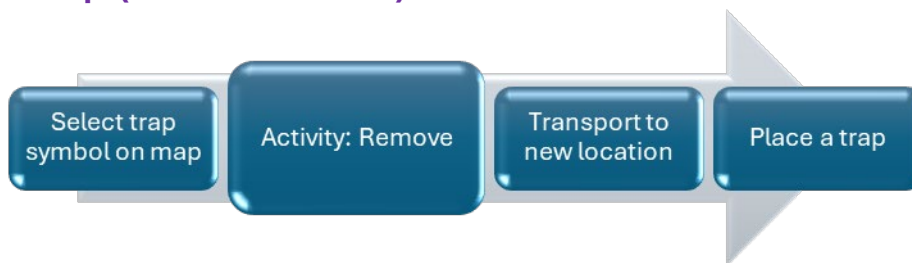 Select trap
symbol on map
Activity: Remove
Transport to
new location
Place a trap